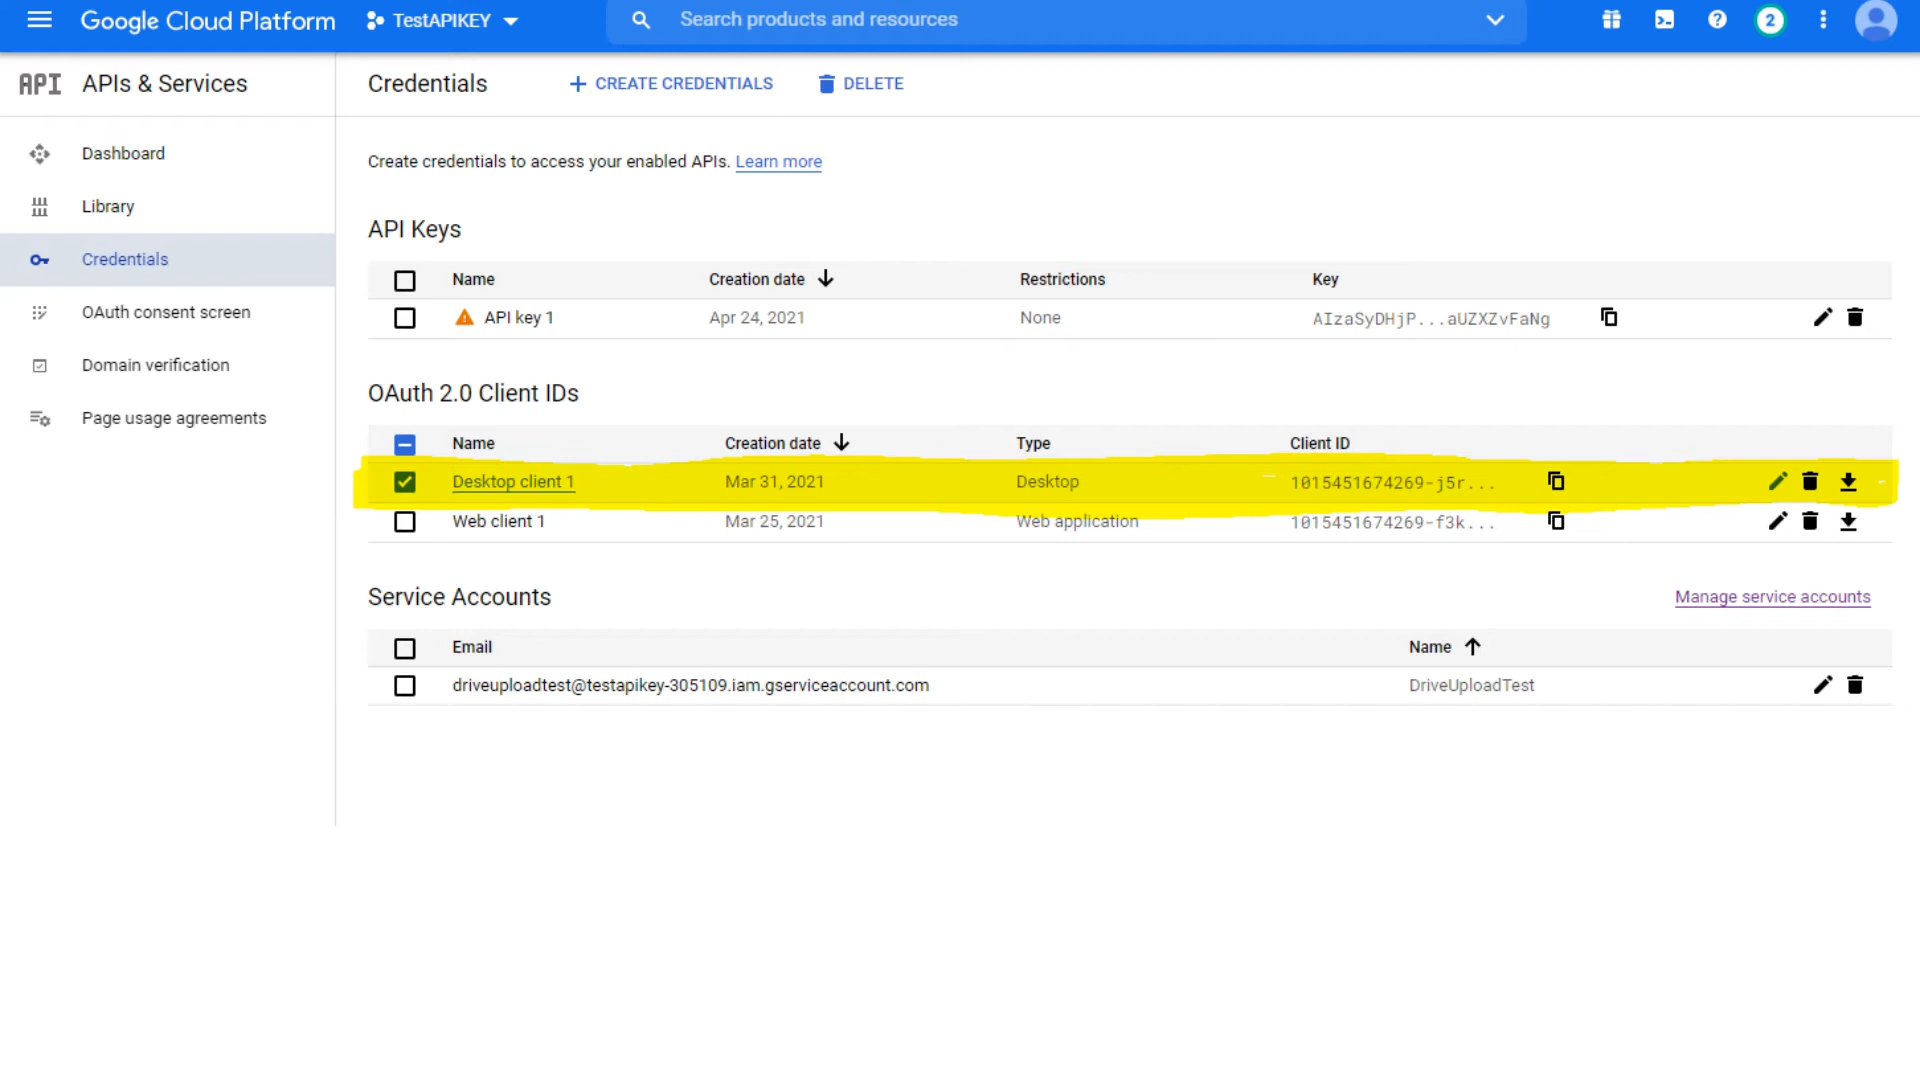 Google Cloud Platform TestAPIKEY Search products and resources 2
API APIs & Services Credentials CREATE CREDENTIALS DELETE
Dashboard
Library
Credentials
OAuth consent screen
Domain verification
Page usage agreements
Create credentials to access your enabled APIs. Learn more
API Keys
Name Creation date Restrictions Key
API key 1 Apr 24, 2021 None AIzaSyDHjP...aUZXZvFaNg
OAuth 2.0 Client IDs
Name Creation date Type Client ID
Desktop client 1 Mar 31, 2021 Desktop 1015451674269-j5r...
Web client 1 Mar 25, 2021 Web application 1015451674269-f3k...
Service Accounts Manage service accounts
Email Name
driveuploadtest@testapikey-305109.iam.gserviceaccount.com DriveUploadTest